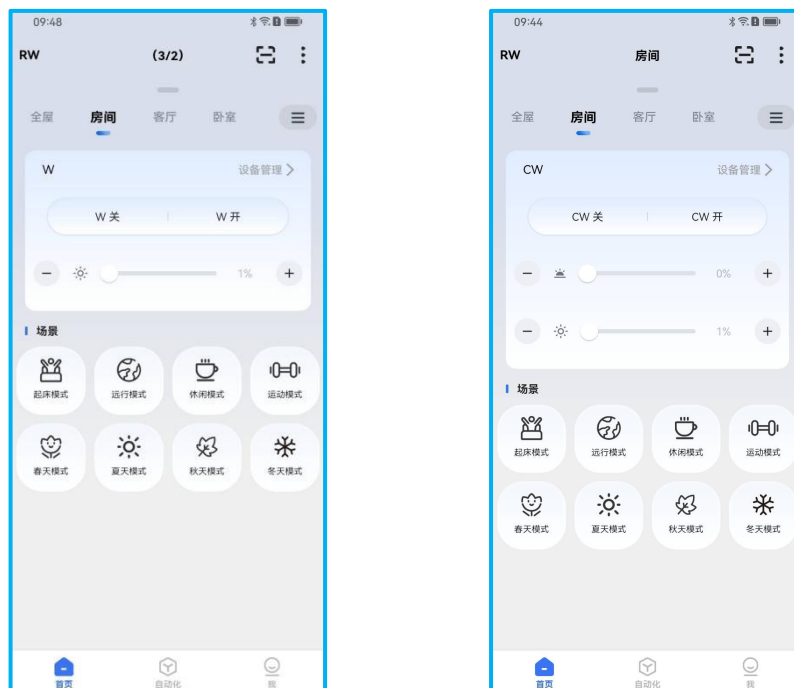 09:48
RW (3/2)
全屋 房间 客厅 卧室
W 设备管理
W 关 W 开
1%
场景
起床模式 远行模式 休闲模式 运动模式
春天模式 夏天模式 秋天模式 冬天模式
首页 自动化 我
09:44
RW 房间
全屋 房间 客厅 卧室
CW 设备管理
CW 关 CW 开
0%
1%
场景
起床模式 远行模式 休闲模式 运动模式
春天模式 夏天模式 秋天模式 冬天模式
首页 自动化 我